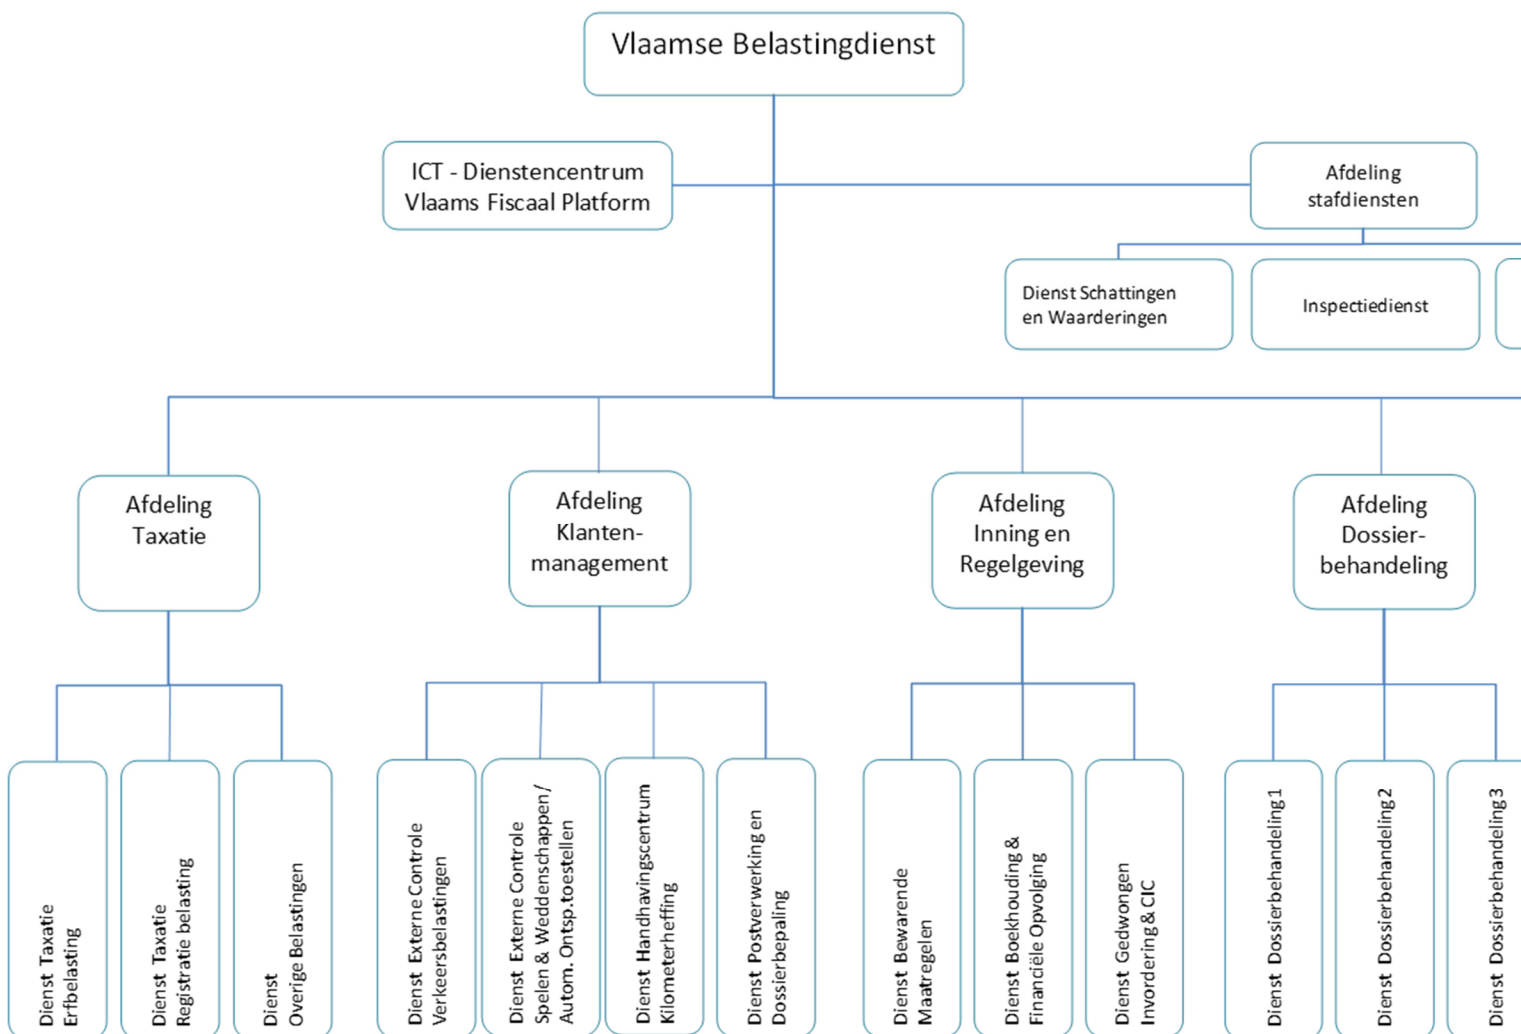 Vlaamse Belastingdienst
ICT - Dienstencentrum
Vlaams Fiscaal Platform
Afdeling
stafdiensten
Dienst Schattingen
en Waarderingen
Inspectiedienst
Afdeling
Taxatie
Afdeling
Klanten-
management
Afdeling
Inning en
Regelgeving
Afdeling
Dossier-
behandeling
Dienst Taxatie
Erfbelasting
Dienst Taxatie
Registratie belasting
Dienst
Overige Belastingen
Dienst Externe Controle
Verkeersbelastingen
Dienst Externe Controle
Spelen & Weddenschappen/
Autom. Ontsp.toestellen
Dienst Handhavingscentrum
Kilometerheffing
Dienst Postverwerking en
Dossierbepaling
Dienst Bewarende
Maatregelen
Dienst Boekhouding &
Financiële Opvolging
Dienst Gedwongen
Invordering & CIC
Dienst Dossierbehandeling1
Dienst Dossierbehandeling2
Dienst Dossierbehandeling3